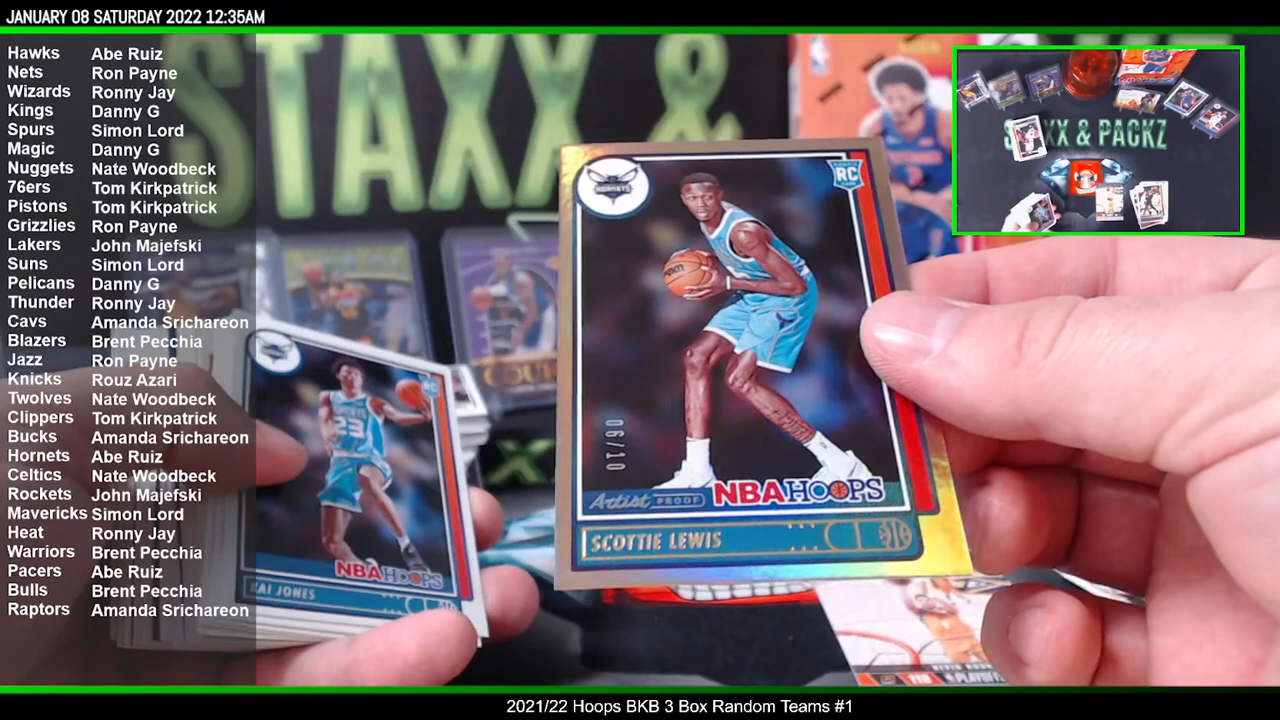 JANUARY 08 SATURDAY 2022 12:35AM
Hawks Abe Ruiz
Nets Ron Payne
Wizards Ronny Jay
Kings Danny G
Spurs Simon Lord
Magic Danny G
Nuggets Nate Woodbeck
76ers Tom Kirkpatrick
Pistons Tom Kirkpatrick
Grizzlies Ron Payne
Lakers John Majefski
Suns Simon Lord
Pelicans Danny G
Thunder Ronny Jay
Cavs Amanda Srichareon
Blazers Brent Pecchia
Jazz Ron Payne
Knicks Rouz Azari
Twolves Nate Woodbeck
Clippers Tom Kirkpatrick
Bucks Amanda Srichareon
Hornets Abe Ruiz
Celtics Nate Woodbeck
Rockets John Majefski
Mavericks Simon Lord
Heat Ronny Jay
Warriors Brent Pecchia
Pacers Abe Ruiz
Bulls Brent Pecchia
Raptors Amanda Srichareon
STAXX &
XX & PACKZ
HORNETS
RC
06/10
Artist PROOF
NBA HOOPS
SCOTTIE LEWIS
RC
23
NBA HOOPS
KAI JONES
2021/22 Hoops BKB 3 Box Random Teams #1